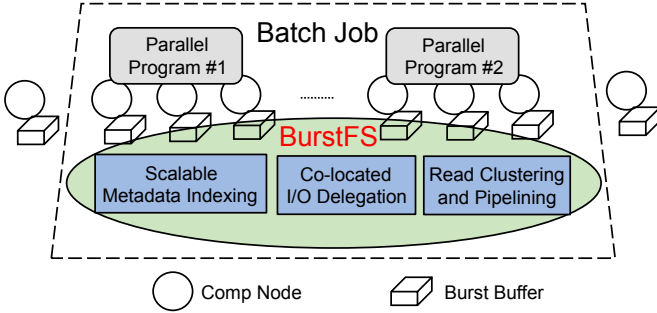 Batch Job
Parallel
Program #1
Parallel
Program #2
..........
BurstFS
Scalable
Metadata Indexing
Co-located
I/O Delegation
Read Clustering
and Pipelining
Comp Node
Burst Buffer